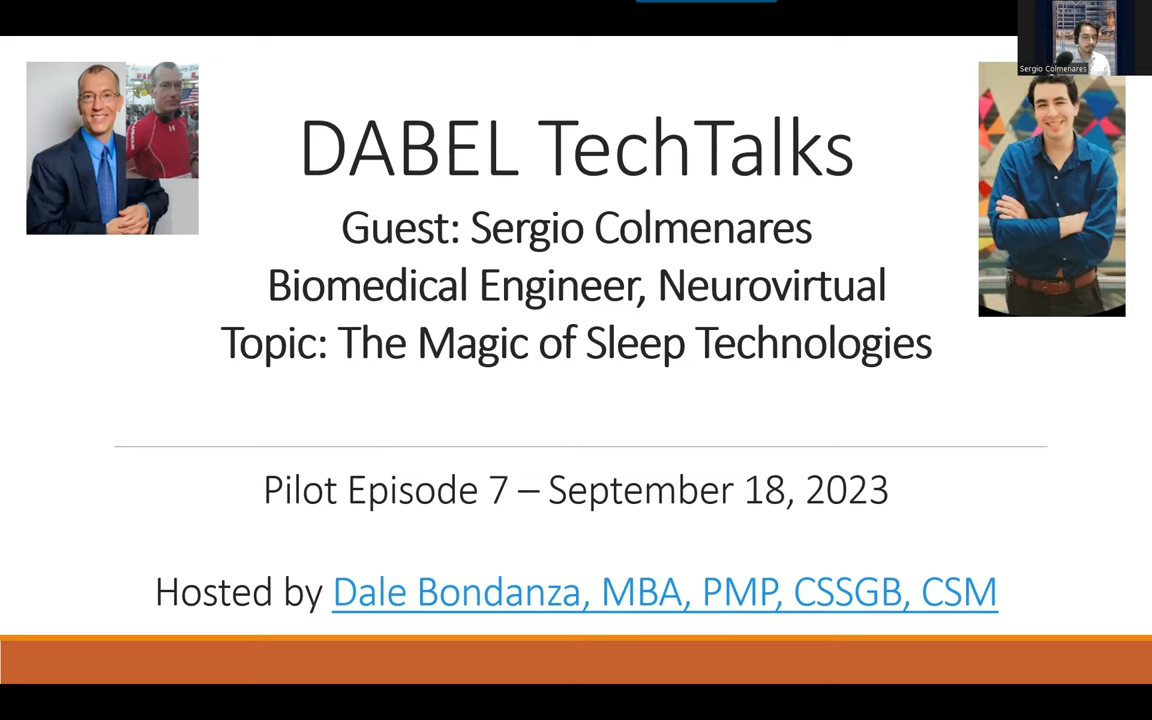 Sergio Colmenares
DABEL TechTalks
Guest: Sergio Colmenares
Biomedical Engineer, Neurovirtual
Topic: The Magic of Sleep Technologies
Pilot Episode 7 – September 18, 2023
Hosted by Dale Bondanza, MBA, PMP, CSSGB, CSM